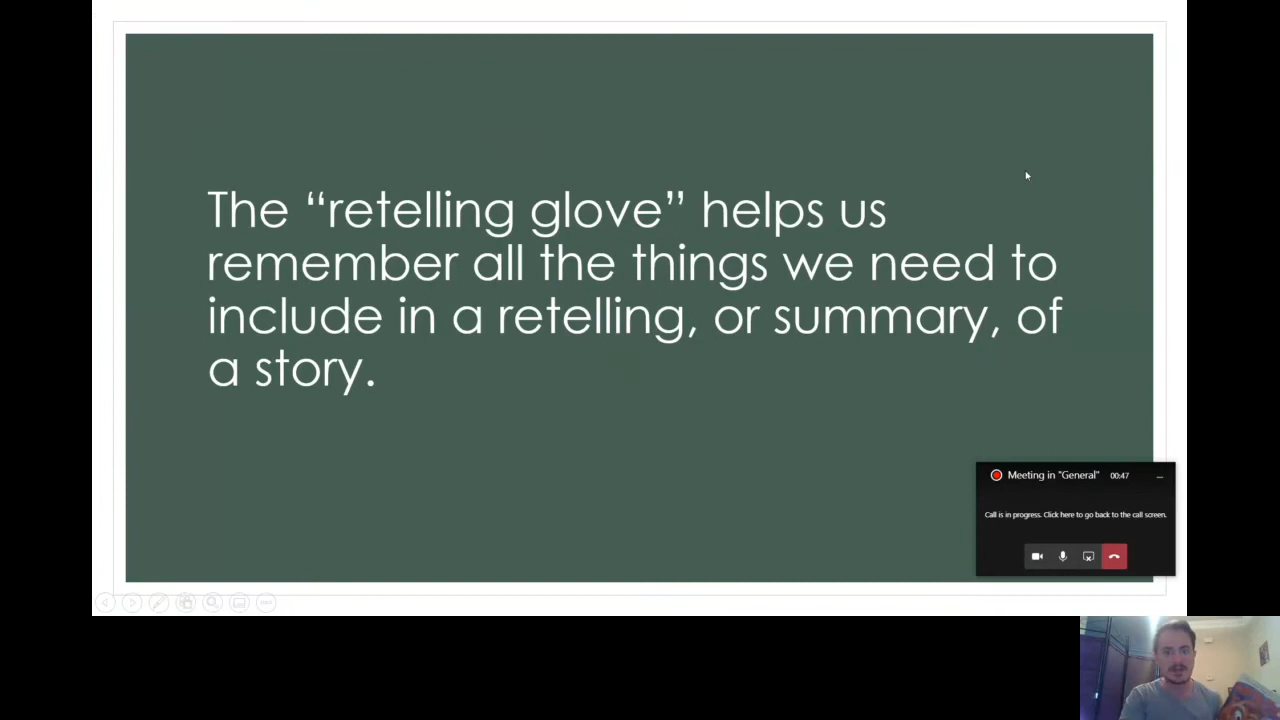 The “retelling glove” helps us
remember all the things we need to
include in a retelling, or summary, of
a story.
Meeting in "General" 00:47
Call is in progress. Click here to go back to the call screen.